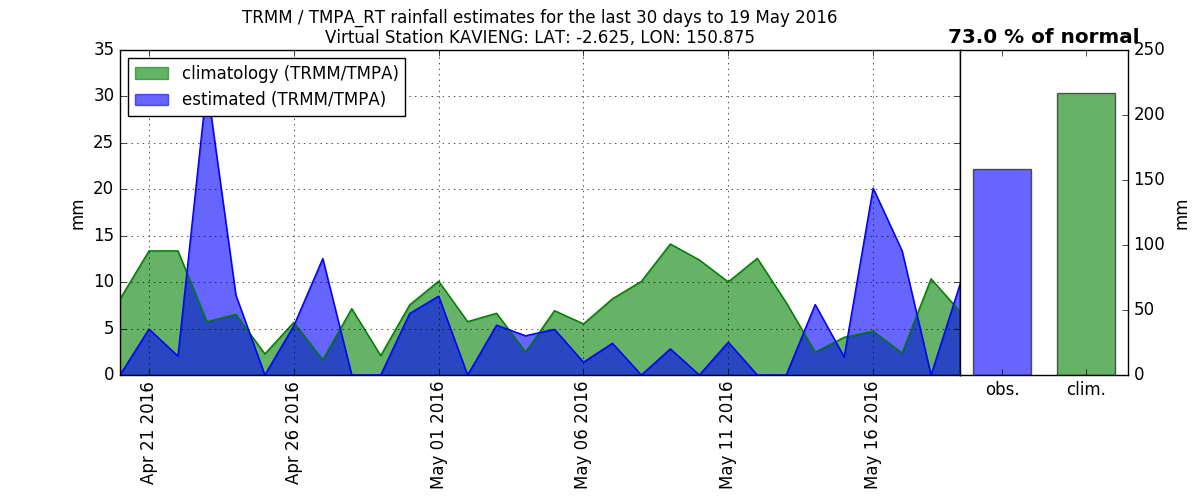 TRMM / TMPA_RT rainfall estimates for the last 30 days to 19 May 2016
Virtual Station KAVIENG: LAT: -2.625, LON: 150.875
73.0 % of normal
climatology (TRMM/TMPA)
estimated (TRMM/TMPA)
mm
35
30
25
20
15
10
5
0
Apr 21 2016
Apr 26 2016
May 01 2016
May 06 2016
May 11 2016
May 16 2016
obs.
clim.
250
200
150
100
50
0
mm